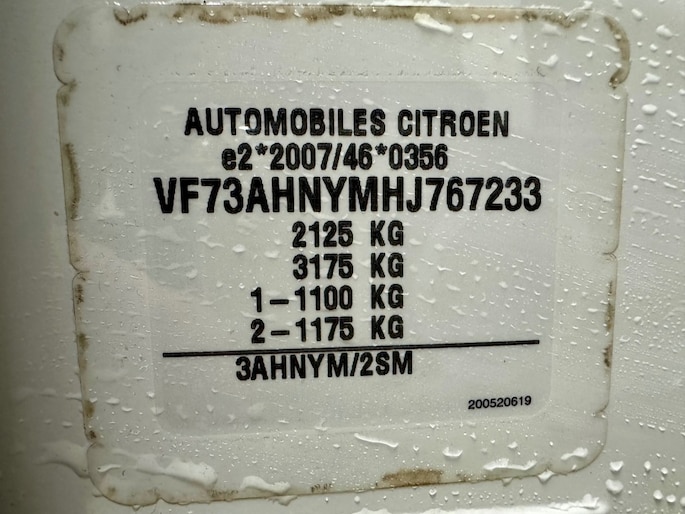 AUTOMOBILES CITROEN
e2*2007/46*0356
VF73AHNYMHJ767233
2125 KG
3175 KG
1-1100 KG
2-1175 KG
3AHNYM/2SM
200520619